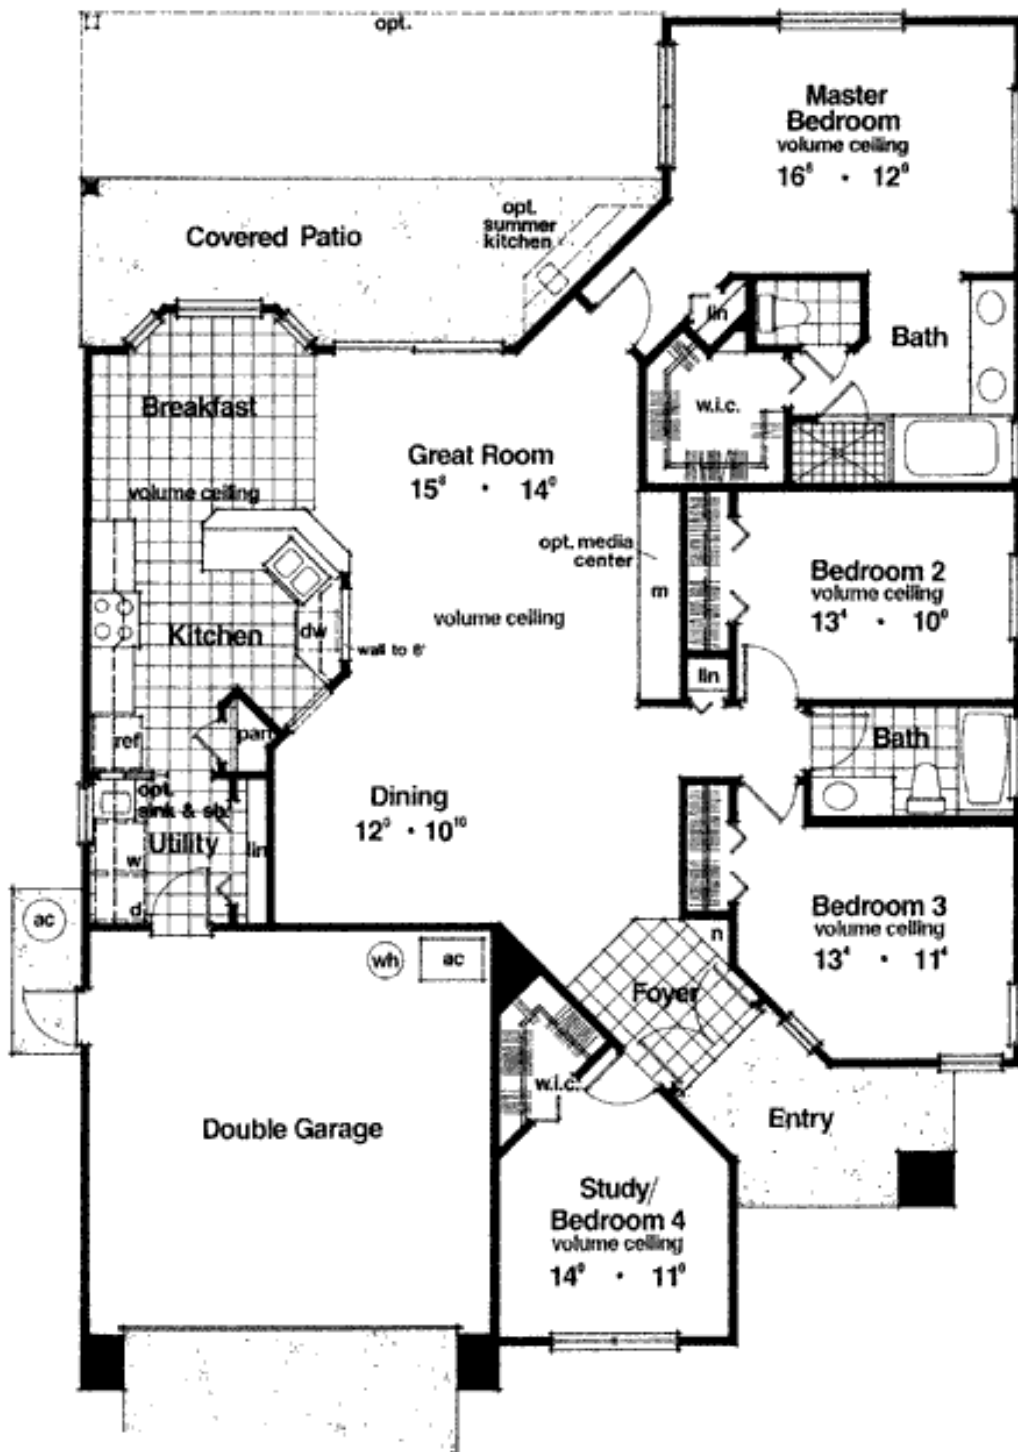 opt.
Master
Bedroom
volume ceiling
16⁸ · 12⁰
opt.
summer
kitchen
Covered Patio
lin
Bath
w.i.c.
Breakfast
Great Room
15⁸ · 14⁰
volume ceiling
opt. media
center
m
Bedroom 2
volume ceiling
13⁴ · 10⁰
volume ceiling
Kitchen
dw
wall to 6'
lin
ref
pan
Bath
opt.
sink & sb.
Dining
12⁰ · 10¹⁰
Utility
lin
w
d
ac
wh
ac
n
Bedroom 3
volume ceiling
13⁴ · 11⁴
Foyer
w.i.c.
Entry
Double Garage
Study/
Bedroom 4
volume ceiling
14⁰ · 11⁰